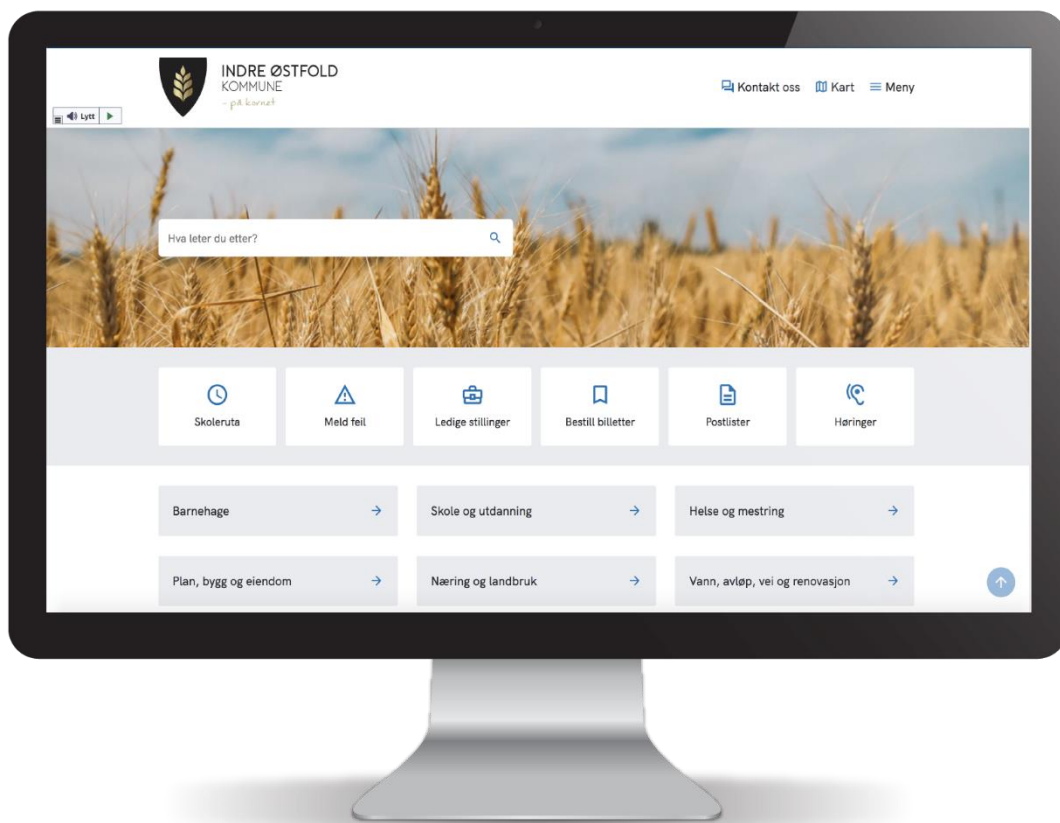 INDRE ØSTFOLD
KOMMUNE
- på kornet
Kontakt oss
Kart
Meny
Lytt
Hva leter du etter?
Skoleruta
Meld feil
Ledige stillinger
Bestill billetter
Postlister
Høringer
Barnehage
Skole og utdanning
Helse og mestring
Plan, bygg og eiendom
Næring og landbruk
Vann, avløp, vei og renovasjon